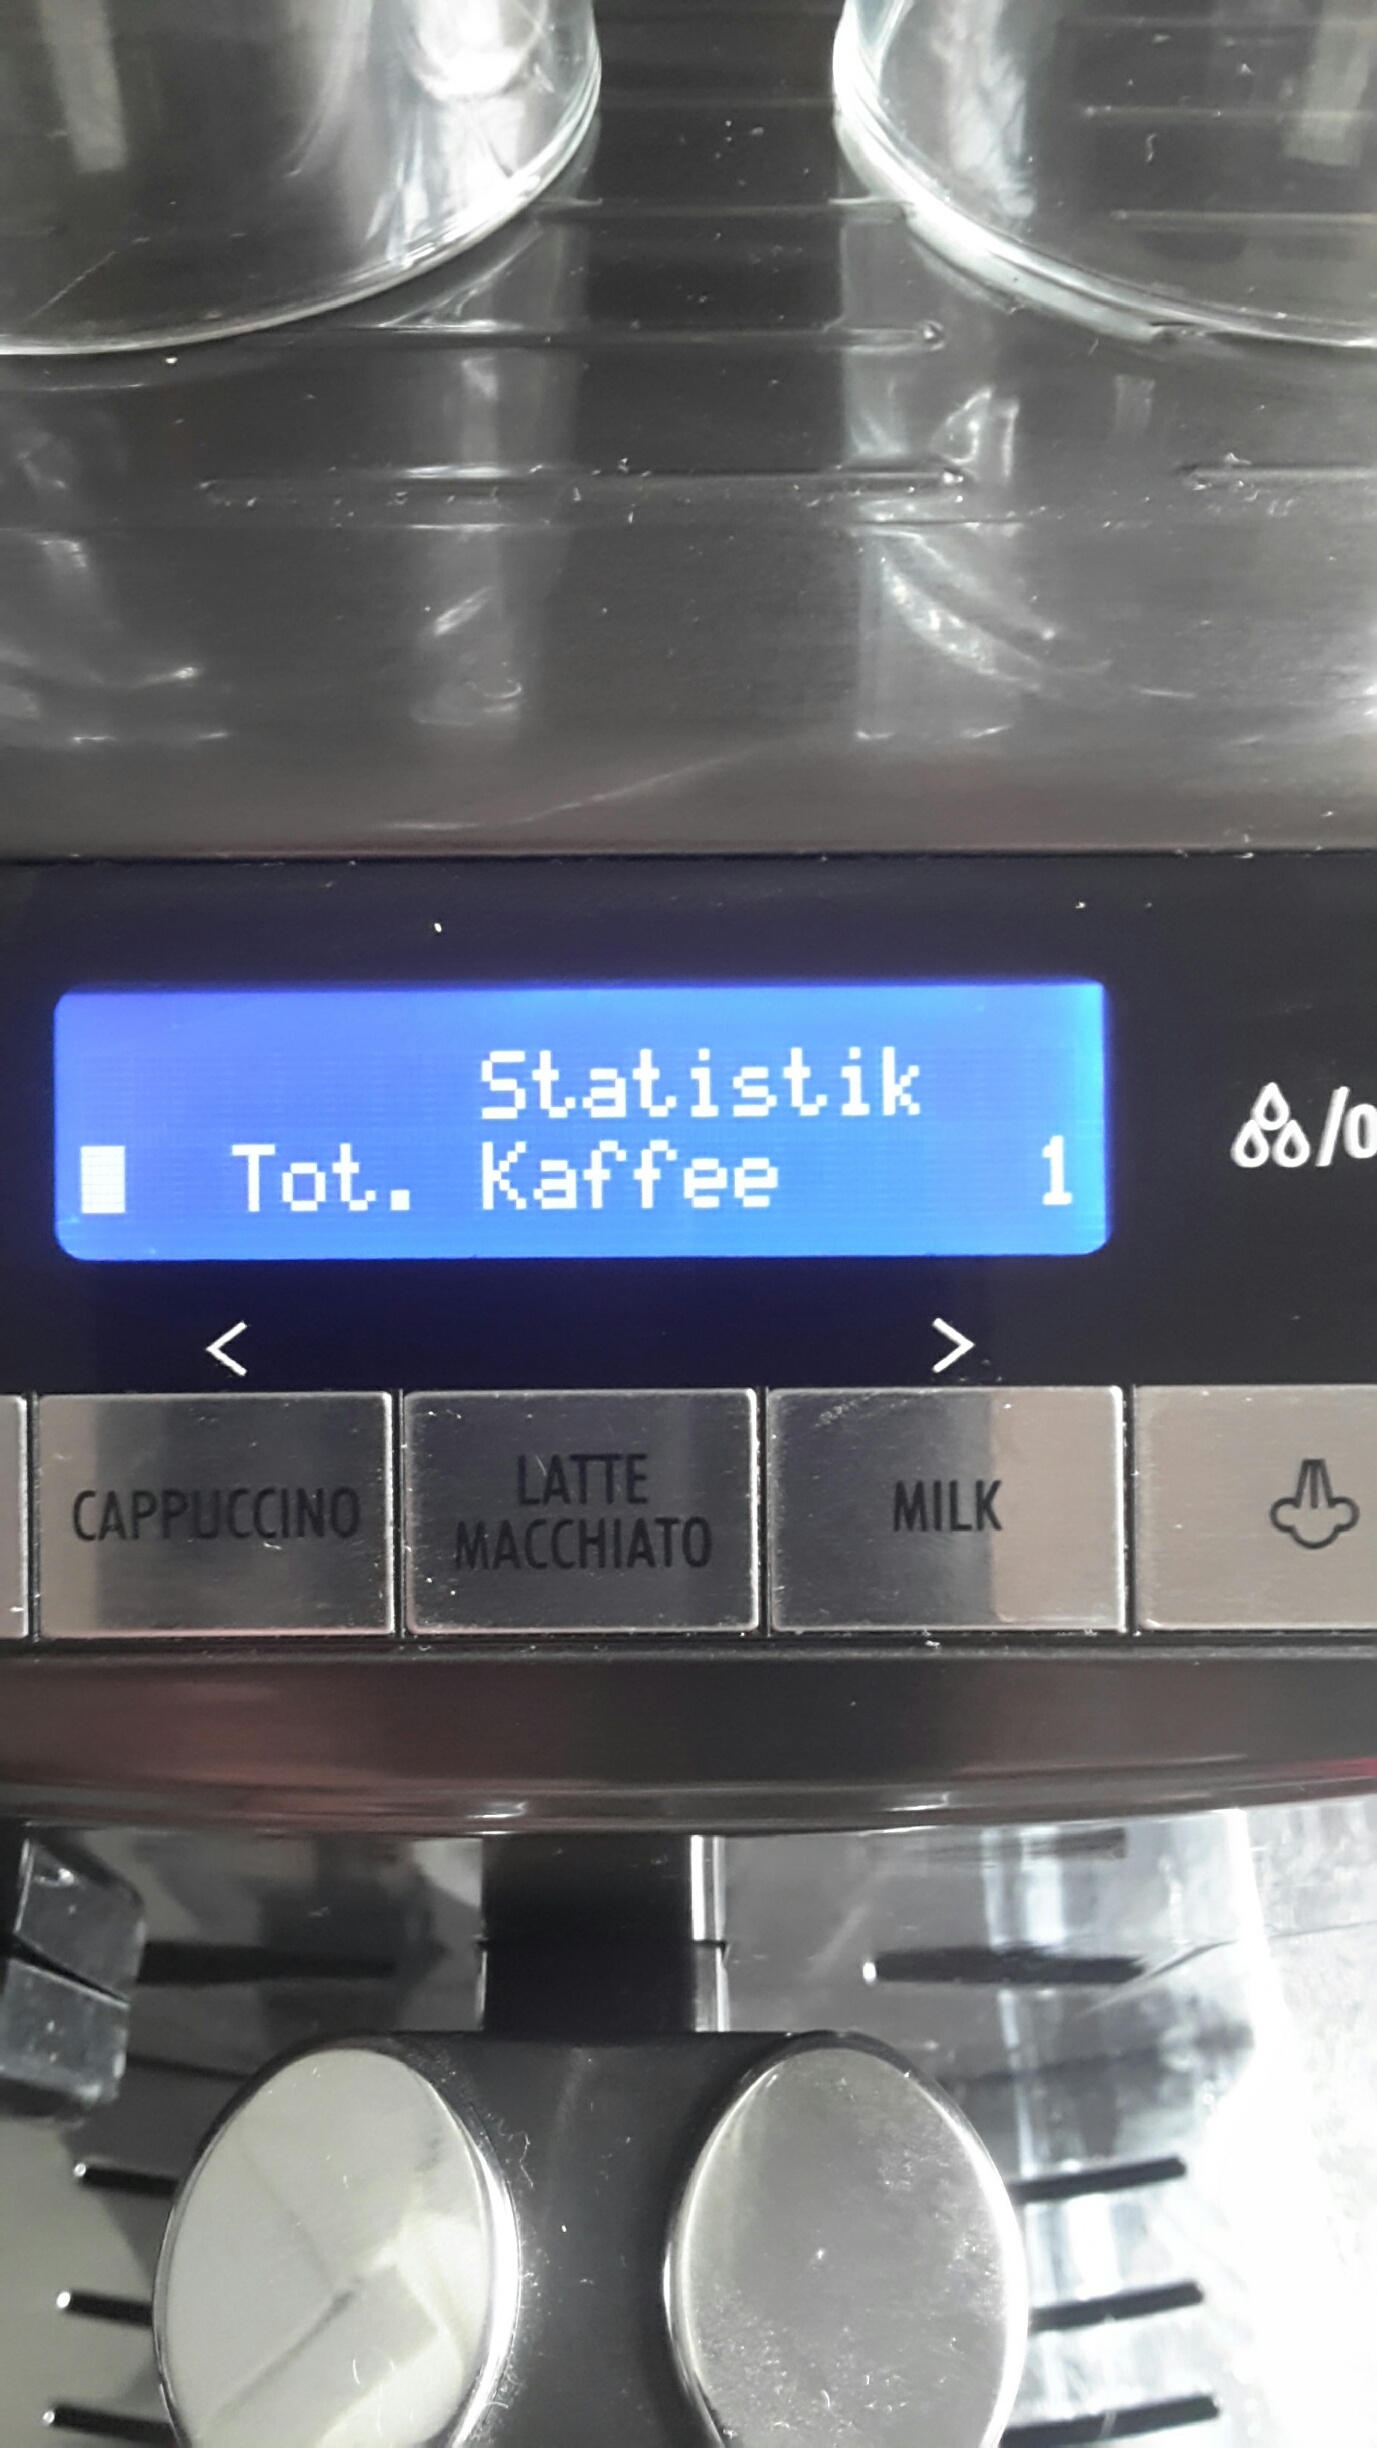 Statistik
Tot. Kaffee 1
< >
CAPPUCCINO
LATTE
MACCHIATO
MILK